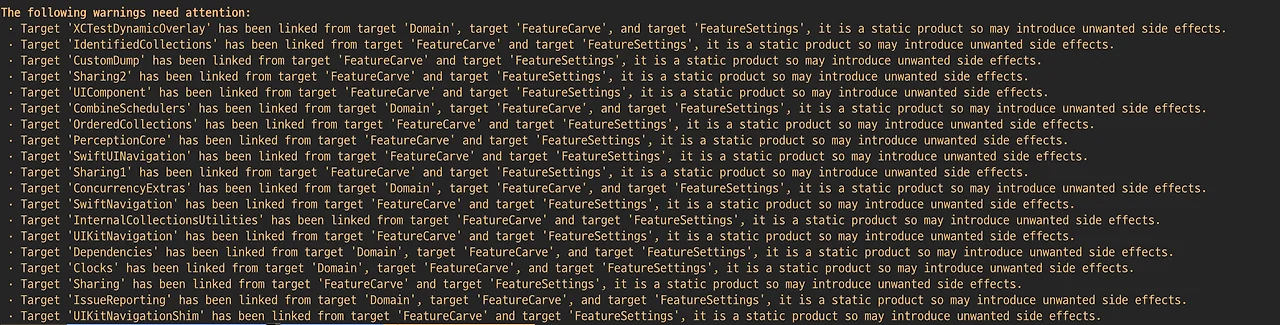 The following warnings need attention:
· Target 'XCTestDynamicOverlay' has been linked from target 'Domain', target 'FeatureCarve', and target 'FeatureSettings', it is a static product so may introduce unwanted side effects.
· Target 'IdentifiedCollections' has been linked from target 'FeatureCarve' and target 'FeatureSettings', it is a static product so may introduce unwanted side effects.
· Target 'CustomDump' has been linked from target 'FeatureCarve' and target 'FeatureSettings', it is a static product so may introduce unwanted side effects.
· Target 'Sharing2' has been linked from target 'FeatureCarve' and target 'FeatureSettings', it is a static product so may introduce unwanted side effects.
· Target 'UIComponent' has been linked from target 'FeatureCarve' and target 'FeatureSettings', it is a static product so may introduce unwanted side effects.
· Target 'CombineSchedulers' has been linked from target 'Domain', target 'FeatureCarve', and target 'FeatureSettings', it is a static product so may introduce unwanted side effects.
· Target 'OrderedCollections' has been linked from target 'FeatureCarve' and target 'FeatureSettings', it is a static product so may introduce unwanted side effects.
· Target 'PerceptionCore' has been linked from target 'FeatureCarve' and target 'FeatureSettings', it is a static product so may introduce unwanted side effects.
· Target 'SwiftUINavigation' has been linked from target 'FeatureCarve' and target 'FeatureSettings', it is a static product so may introduce unwanted side effects.
· Target 'Sharing1' has been linked from target 'FeatureCarve' and target 'FeatureSettings', it is a static product so may introduce unwanted side effects.
· Target 'ConcurrencyExtras' has been linked from target 'Domain', target 'FeatureCarve', and target 'FeatureSettings', it is a static product so may introduce unwanted side effects.
· Target 'SwiftNavigation' has been linked from target 'FeatureCarve' and target 'FeatureSettings', it is a static product so may introduce unwanted side effects.
· Target 'InternalCollectionsUtilities' has been linked from target 'FeatureCarve' and target 'FeatureSettings', it is a static product so may introduce unwanted side effects.
· Target 'UIKitNavigation' has been linked from target 'FeatureCarve' and target 'FeatureSettings', it is a static product so may introduce unwanted side effects.
· Target 'Dependencies' has been linked from target 'Domain', target 'FeatureCarve', and target 'FeatureSettings', it is a static product so may introduce unwanted side effects.
· Target 'Clocks' has been linked from target 'Domain', target 'FeatureCarve', and target 'FeatureSettings', it is a static product so may introduce unwanted side effects.
· Target 'Sharing' has been linked from target 'FeatureCarve' and target 'FeatureSettings', it is a static product so may introduce unwanted side effects.
· Target 'IssueReporting' has been linked from target 'Domain', target 'FeatureCarve', and target 'FeatureSettings', it is a static product so may introduce unwanted side effects.
· Target 'UIKitNavigationShim' has been linked from target 'FeatureCarve' and target 'FeatureSettings', it is a static product so may introduce unwanted side effects.